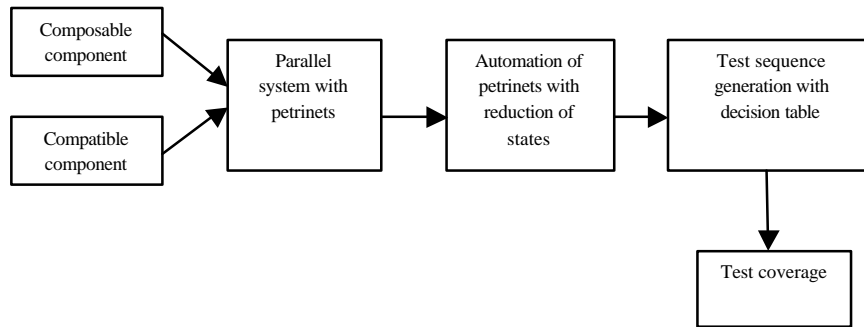 Composable
component
Compatible
component
Parallel
system with
petrinets
Automation of
petrinets with
reduction of
states
Test sequence
generation with
decision table
Test coverage